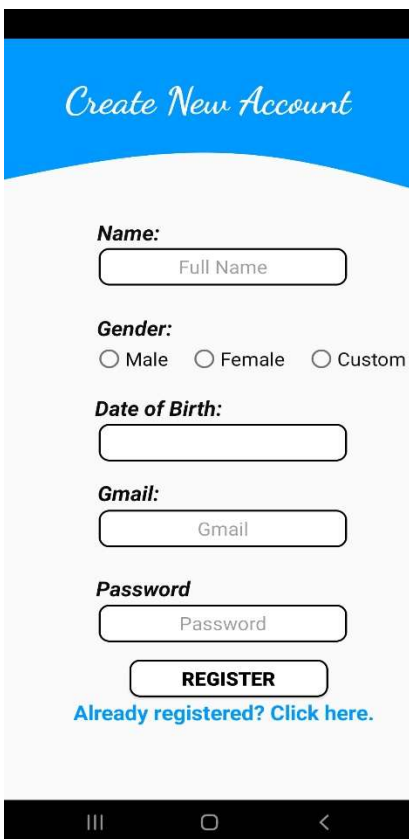 Create New Account
Name:
Full Name
Gender:
Male Female Custom
Date of Birth:
Gmail:
Gmail
Password
Password
REGISTER
Already registered? Click here.